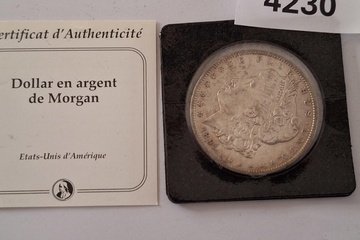 ertificat d'Authenticité
4230
Dollar en argent
de Morgan
Etats-Unis d'Amérique